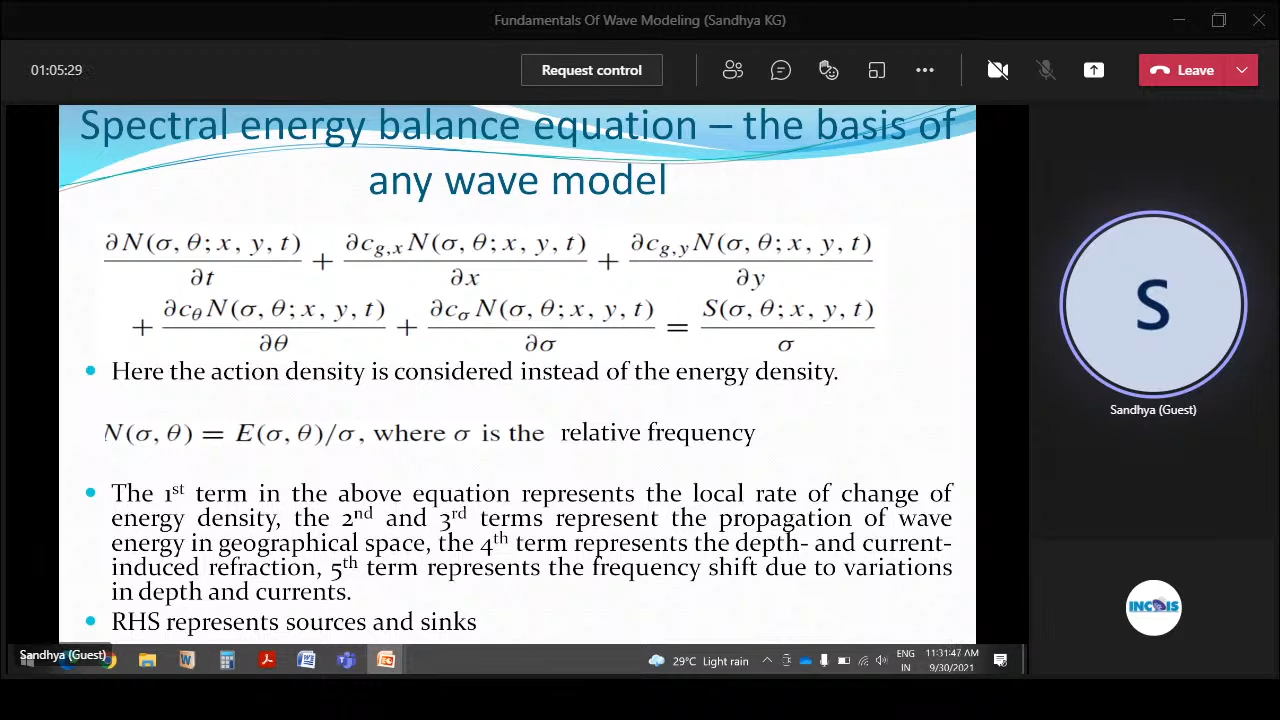 Fundamentals Of Wave Modeling (Sandhya KG)
01:05:29
Request control
Leave
Spectral energy balance equation – the basis of
any wave model
∂N(σ, θ; x, y, t)/∂t + ∂c_{g,x}N(σ, θ; x, y, t)/∂x + ∂c_{g,y}N(σ, θ; x, y, t)/∂y
+ ∂c_θN(σ, θ; x, y, t)/∂θ + ∂c_σN(σ, θ; x, y, t)/∂σ = S(σ, θ; x, y, t)/σ
Here the action density is considered instead of the energy density.
N(σ, θ) = E(σ, θ)/σ, where σ is the relative frequency
The 1st term in the above equation represents the local rate of change of
energy density, the 2nd and 3rd terms represent the propagation of wave
energy in geographical space, the 4th term represents the depth- and current-
induced refraction, 5th term represents the frequency shift due to variations
in depth and currents.
RHS represents sources and sinks
S
Sandhya (Guest)
INCOIS
Sandhya (Guest)
29°C Light rain
ENG
IN
11:31:47 AM
9/30/2021